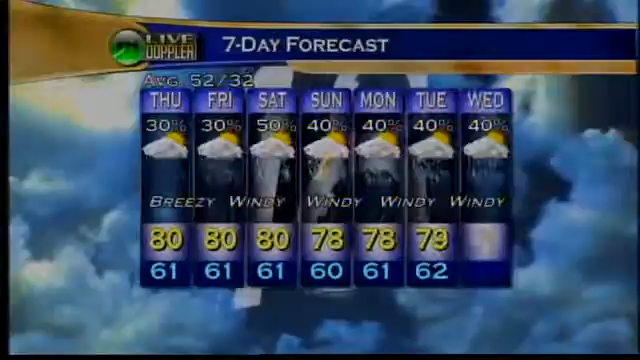 LIVE DOPPLER
7-DAY FORECAST
AVG. 52/32
THU FRI SAT SUN MON TUE WED
30% 30% 50% 40% 40% 40% 40%
BREEZY WINDY WINDY WINDY WINDY
80 80 80 78 78 79
61 61 61 60 61 62